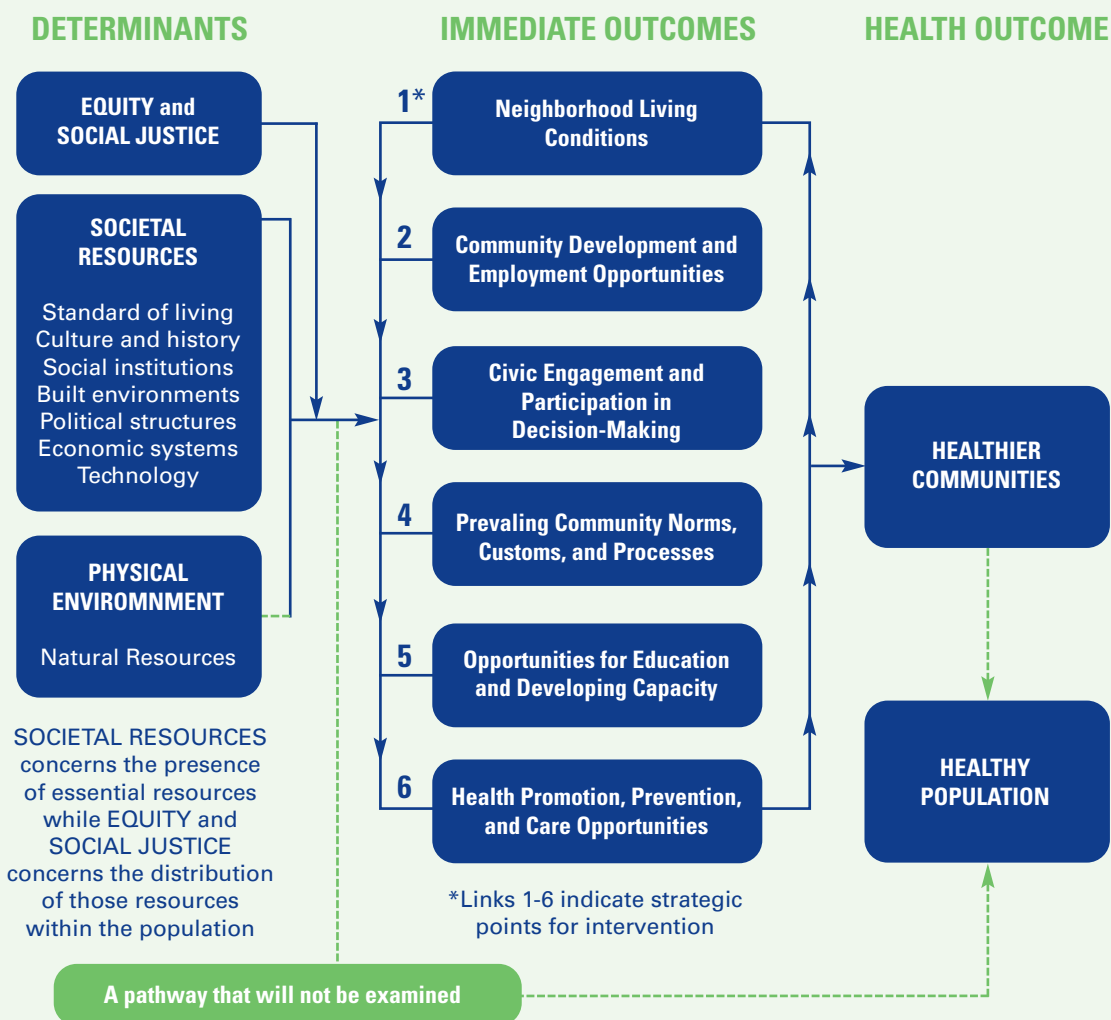 DETERMINANTS
EQUITY and
SOCIAL JUSTICE
SOCIETAL
RESOURCES
Standard of living
Culture and history
Social institutions
Built environments
Political structures
Economic systems
Technology
PHYSICAL
ENVIROMNMENT
Natural Resources
SOCIETAL RESOURCES
concerns the presence
of essential resources
while EQUITY and
SOCIAL JUSTICE
concerns the distribution
of those resources
within the population
IMMEDIATE OUTCOMES
1*
Neighborhood Living
Conditions
2
Community Development and
Employment Opportunities
3
Civic Engagement and
Participation in
Decision-Making
4
Prevaling Community Norms,
Customs, and Processes
5
Opportunities for Education
and Developing Capacity
6
Health Promotion, Prevention,
and Care Opportunities
*Links 1-6 indicate strategic
points for intervention
HEALTH OUTCOME
HEALTHIER
COMMUNITIES
HEALTHY
POPULATION
A pathway that will not be examined